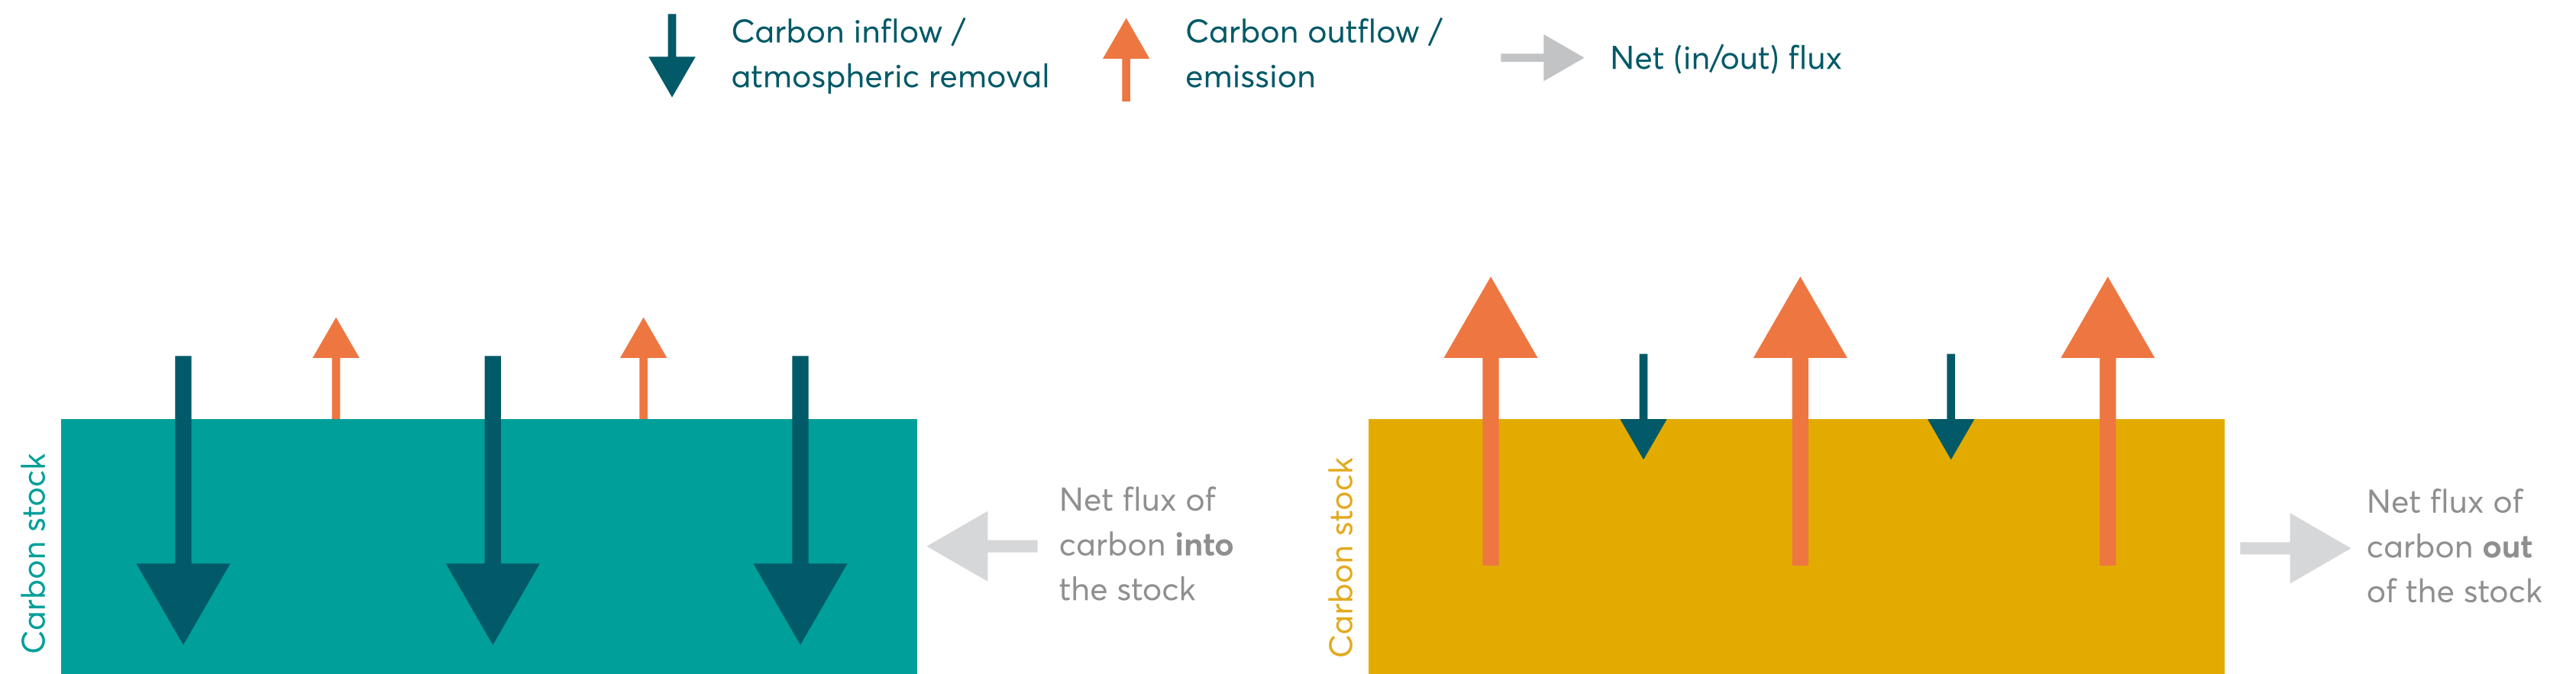 Carbon inflow /
atmospheric removal
Carbon outflow /
emission
Net (in/out) flux
Carbon stock
Net flux of
carbon into
the stock
Carbon stock
Net flux of
carbon out
of the stock